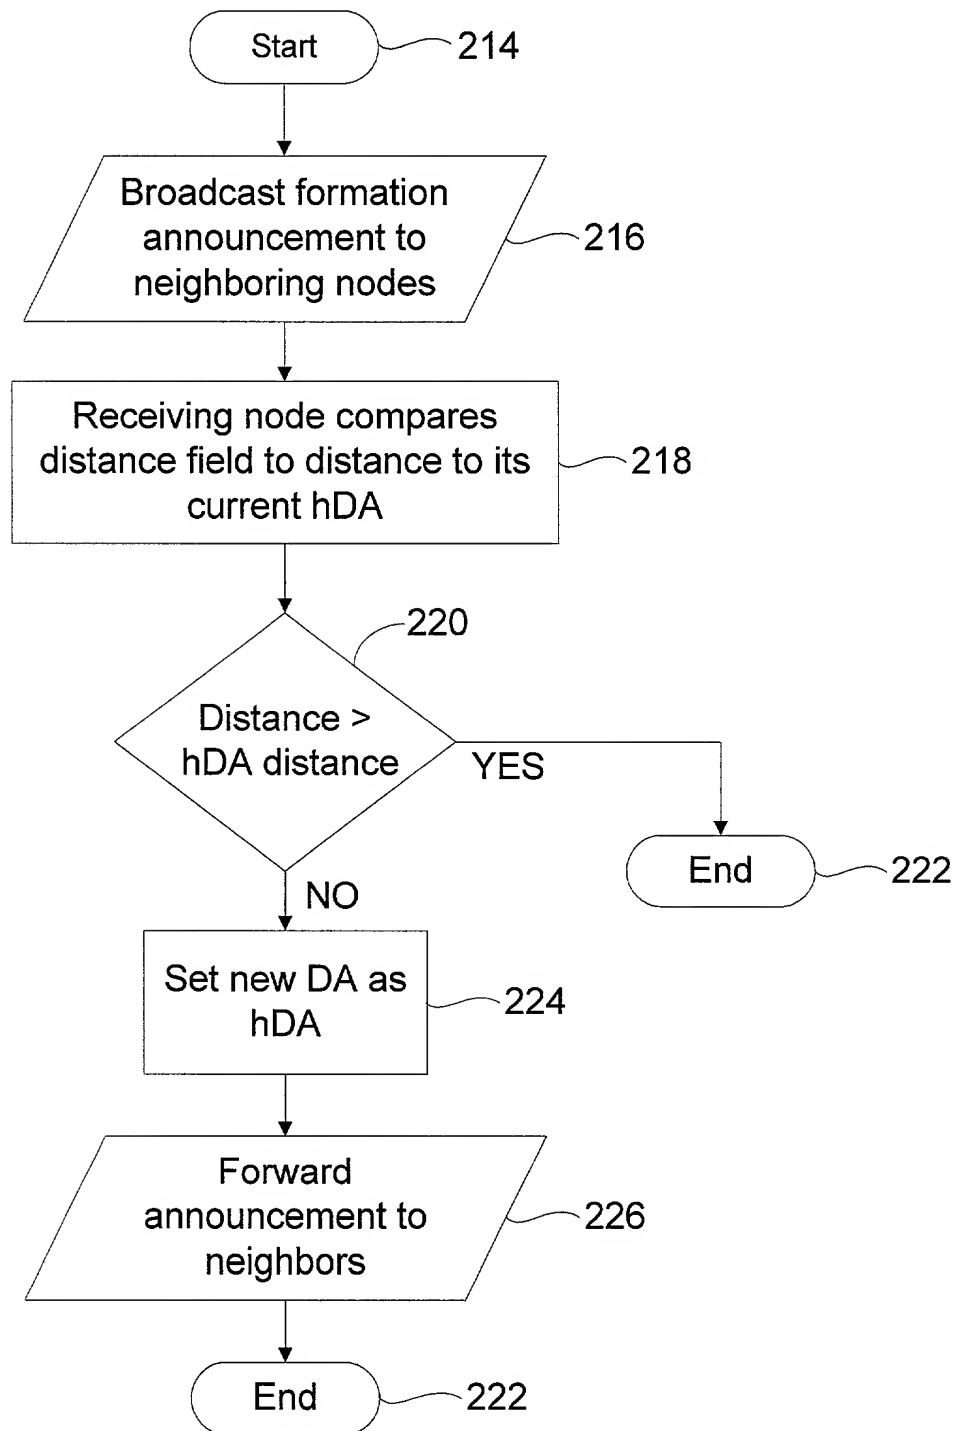 Start
214
Broadcast formation
announcement to
neighboring nodes
216
Receiving node compares
distance field to distance to its
current hDA
218
220
Distance >
hDA distance
YES
End
222
NO
Set new DA as
hDA
224
Forward
announcement to
neighbors
226
End
222